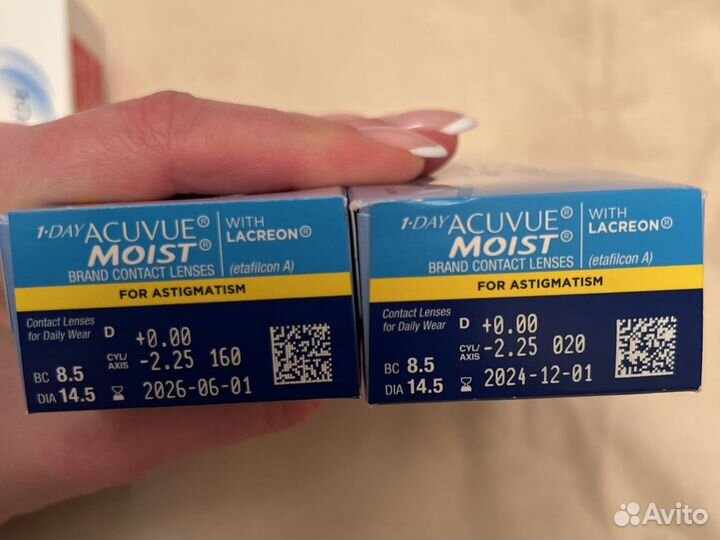 1·DAY ACUVUE®
MOIST®
BRAND CONTACT LENSES
WITH
LACREON®
(etafilcon A)
FOR ASTIGMATISM
Contact Lenses
for Daily Wear
D +0.00
CYL/
AXIS -2.25 160
BC 8.5
DIA 14.5
2026-06-01
1·DAY ACUVUE®
MOIST®
BRAND CONTACT LENSES
WITH
LACREON®
(etafilcon A)
FOR ASTIGMATISM
Contact Lenses
for Daily Wear
D +0.00
CYL/
AXIS -2.25 020
BC 8.5
DIA 14.5
2024-12-01
Avito